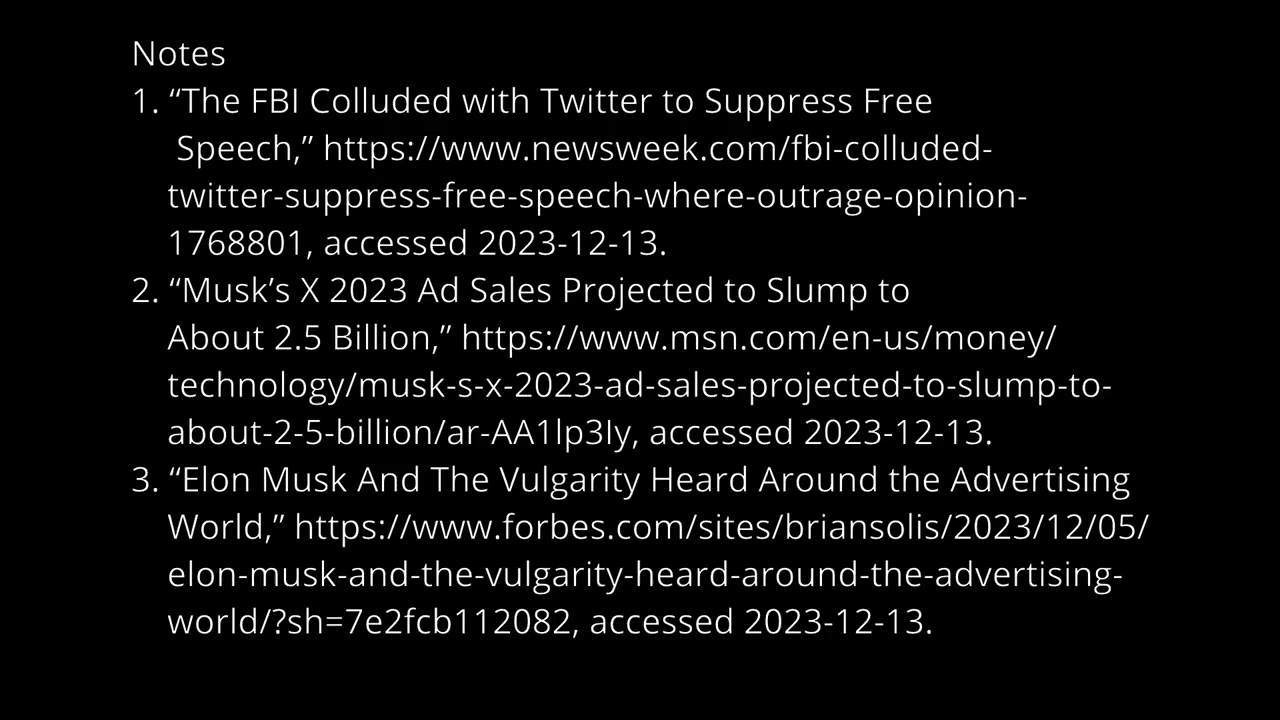 Notes
1. “The FBI Colluded with Twitter to Suppress Free
Speech,” https://www.newsweek.com/fbi-colluded-
twitter-suppress-free-speech-where-outrage-opinion-
1768801, accessed 2023-12-13.
2. “Musk’s X 2023 Ad Sales Projected to Slump to
About 2.5 Billion,” https://www.msn.com/en-us/money/
technology/musk-s-x-2023-ad-sales-projected-to-slump-to-
about-2-5-billion/ar-AA1lp3Iy, accessed 2023-12-13.
3. “Elon Musk And The Vulgarity Heard Around the Advertising
World,” https://www.forbes.com/sites/briansolis/2023/12/05/
elon-musk-and-the-vulgarity-heard-around-the-advertising-
world/?sh=7e2fcb112082, accessed 2023-12-13.